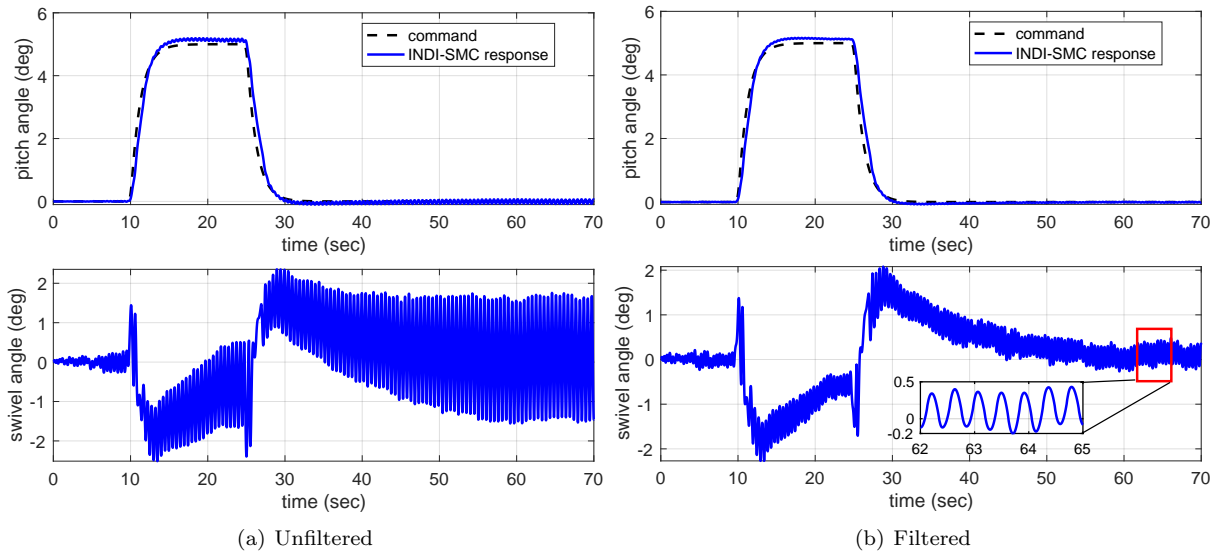 6
4
2
0
pitch angle (deg)
command
INDI-SMC response
0 10 20 30 40 50 60 70
time (sec)
2
1
0
-1
-2
swivel angle (deg)
0 10 20 30 40 50 60 70
time (sec)
(a) Unfiltered
6
4
2
0
pitch angle (deg)
command
INDI-SMC response
0 10 20 30 40 50 60 70
time (sec)
2
1
0
-1
-2
swivel angle (deg)
0.5
0
-0.2
62 63 64 65
0 10 20 30 40 50 60 70
time (sec)
(b) Filtered